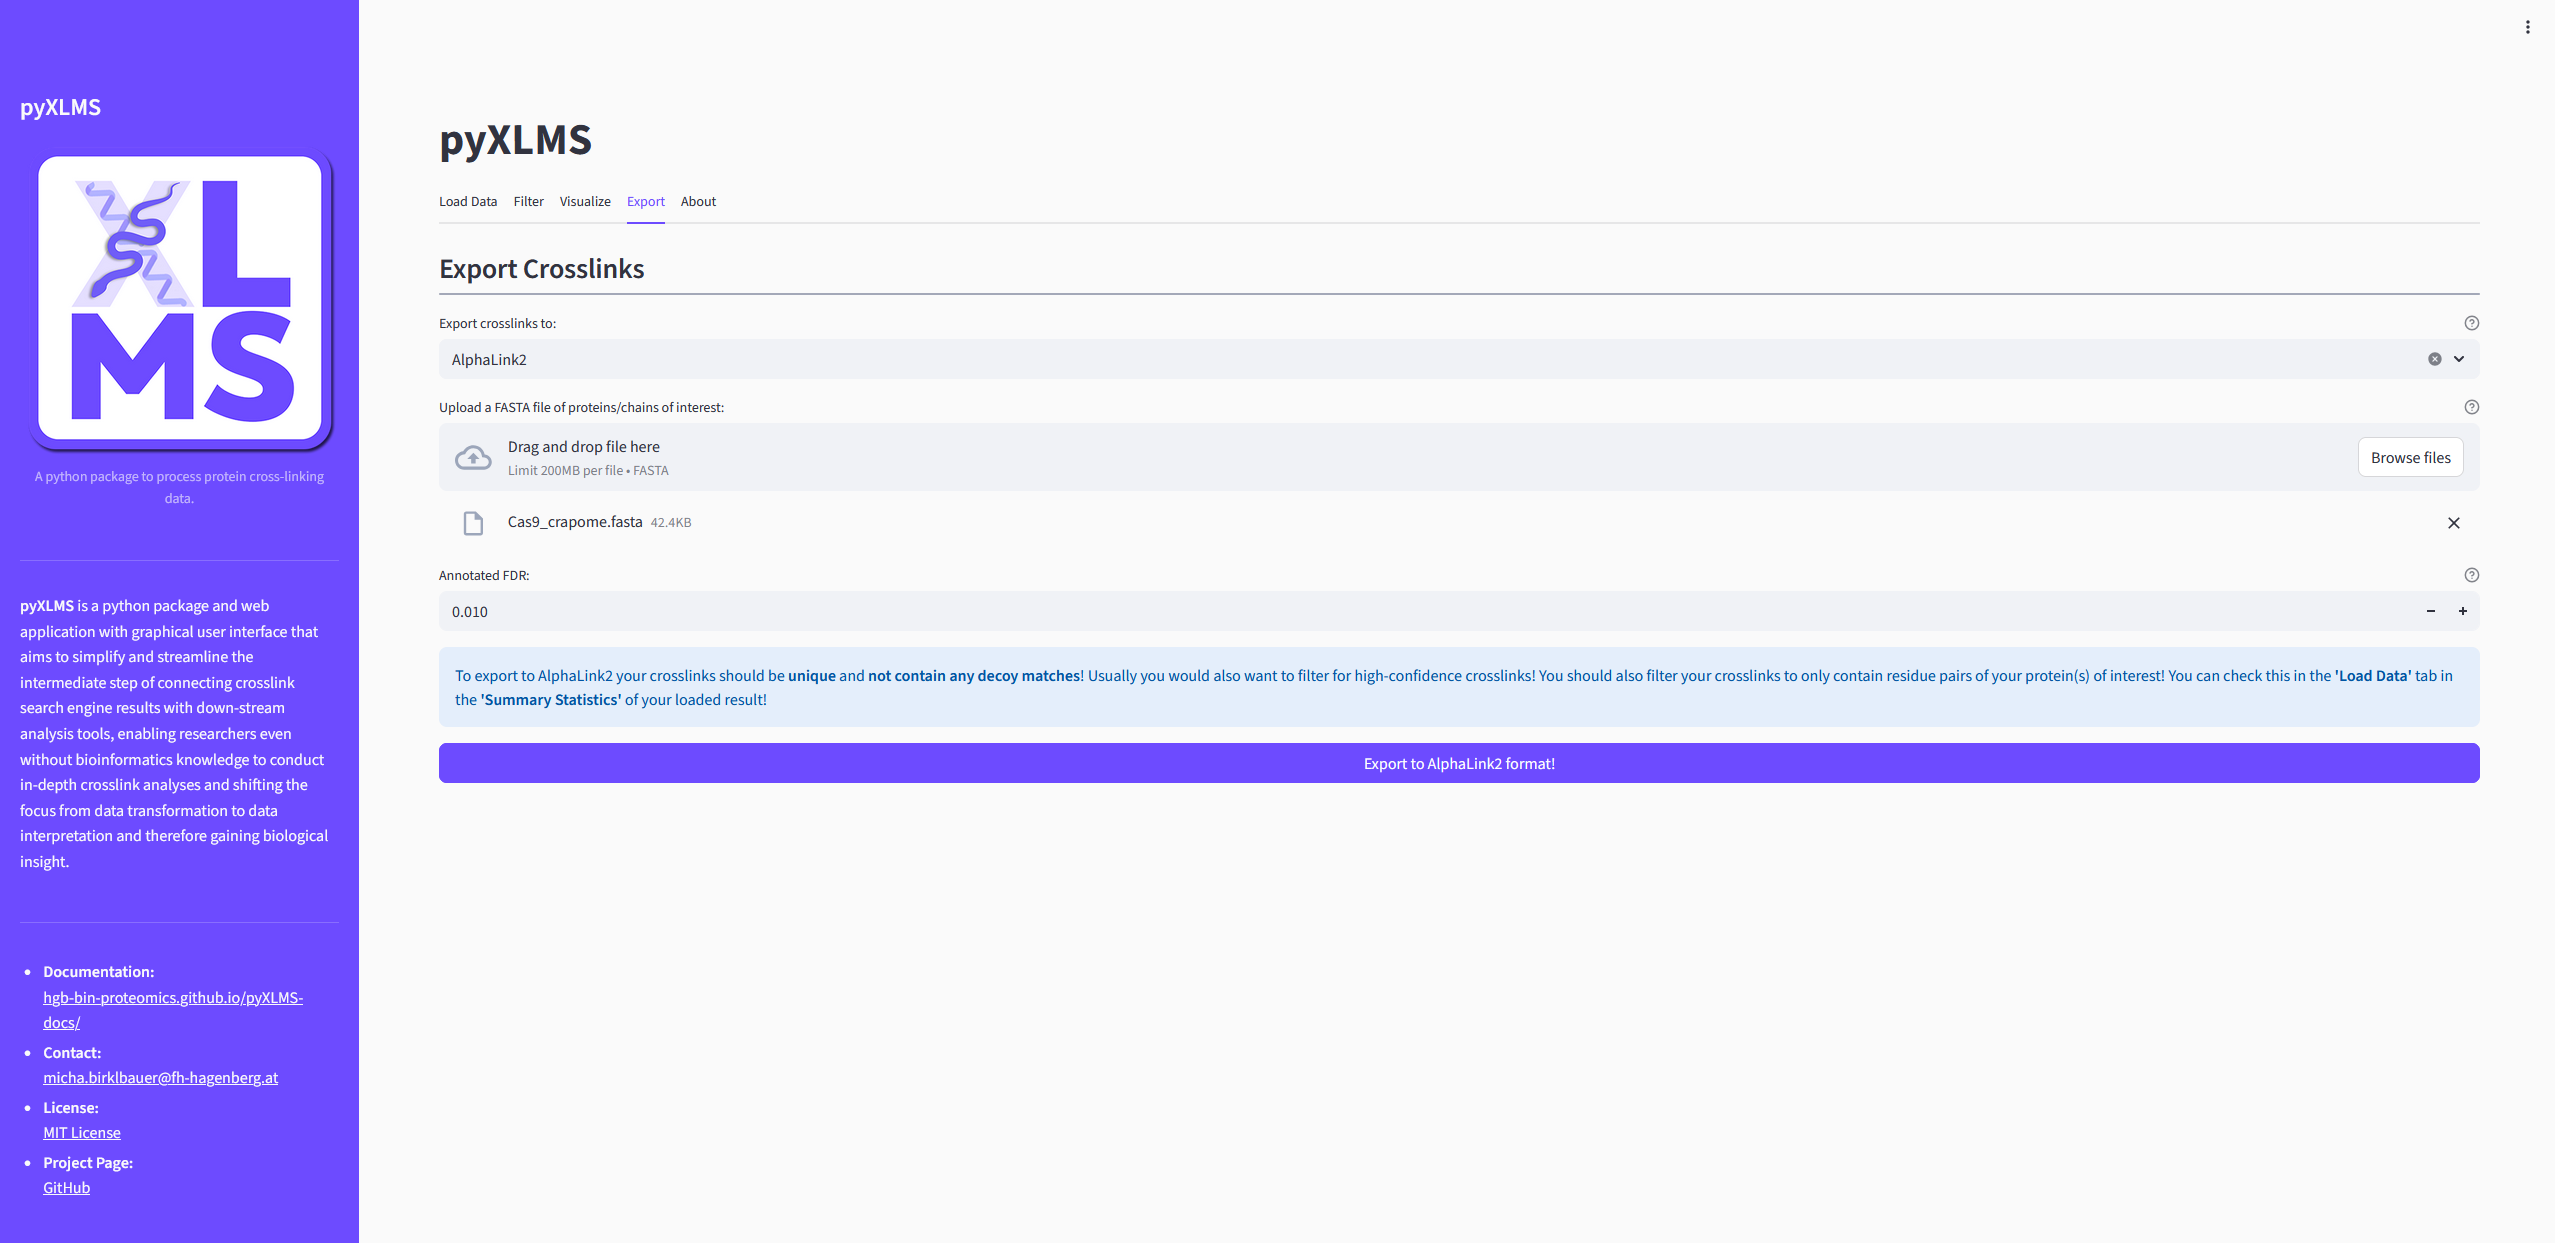 pyXLMS
XL
MS
A python package to process protein cross-linking
data.
pyXLMS is a python package and web
application with graphical user interface that
aims to simplify and streamline the
intermediate step of connecting crosslink
search engine results with down-stream
analysis tools, enabling researchers even
without bioinformatics knowledge to conduct
in-depth crosslink analyses and shifting the
focus from data transformation to data
interpretation and therefore gaining biological
insight.
Documentation:
hgb-bin-proteomics.github.io/pyXLMS-
docs/
Contact:
micha.birklbauer@fh-hagenberg.at
License:
MIT License
Project Page:
GitHub
pyXLMS
Load Data Filter Visualize Export About
Export Crosslinks
Export crosslinks to:
AlphaLink2
Upload a FASTA file of proteins/chains of interest:
Drag and drop file here
Limit 200MB per file • FASTA
Browse files
Cas9_crapome.fasta 42.4KB
Annotated FDR:
0.010
To export to AlphaLink2 your crosslinks should be unique and not contain any decoy matches! Usually you would also want to filter for high-confidence crosslinks! You should also filter your crosslinks to only contain residue pairs of your protein(s) of interest! You can check this in the 'Load Data' tab in
the 'Summary Statistics' of your loaded result!
Export to AlphaLink2 format!